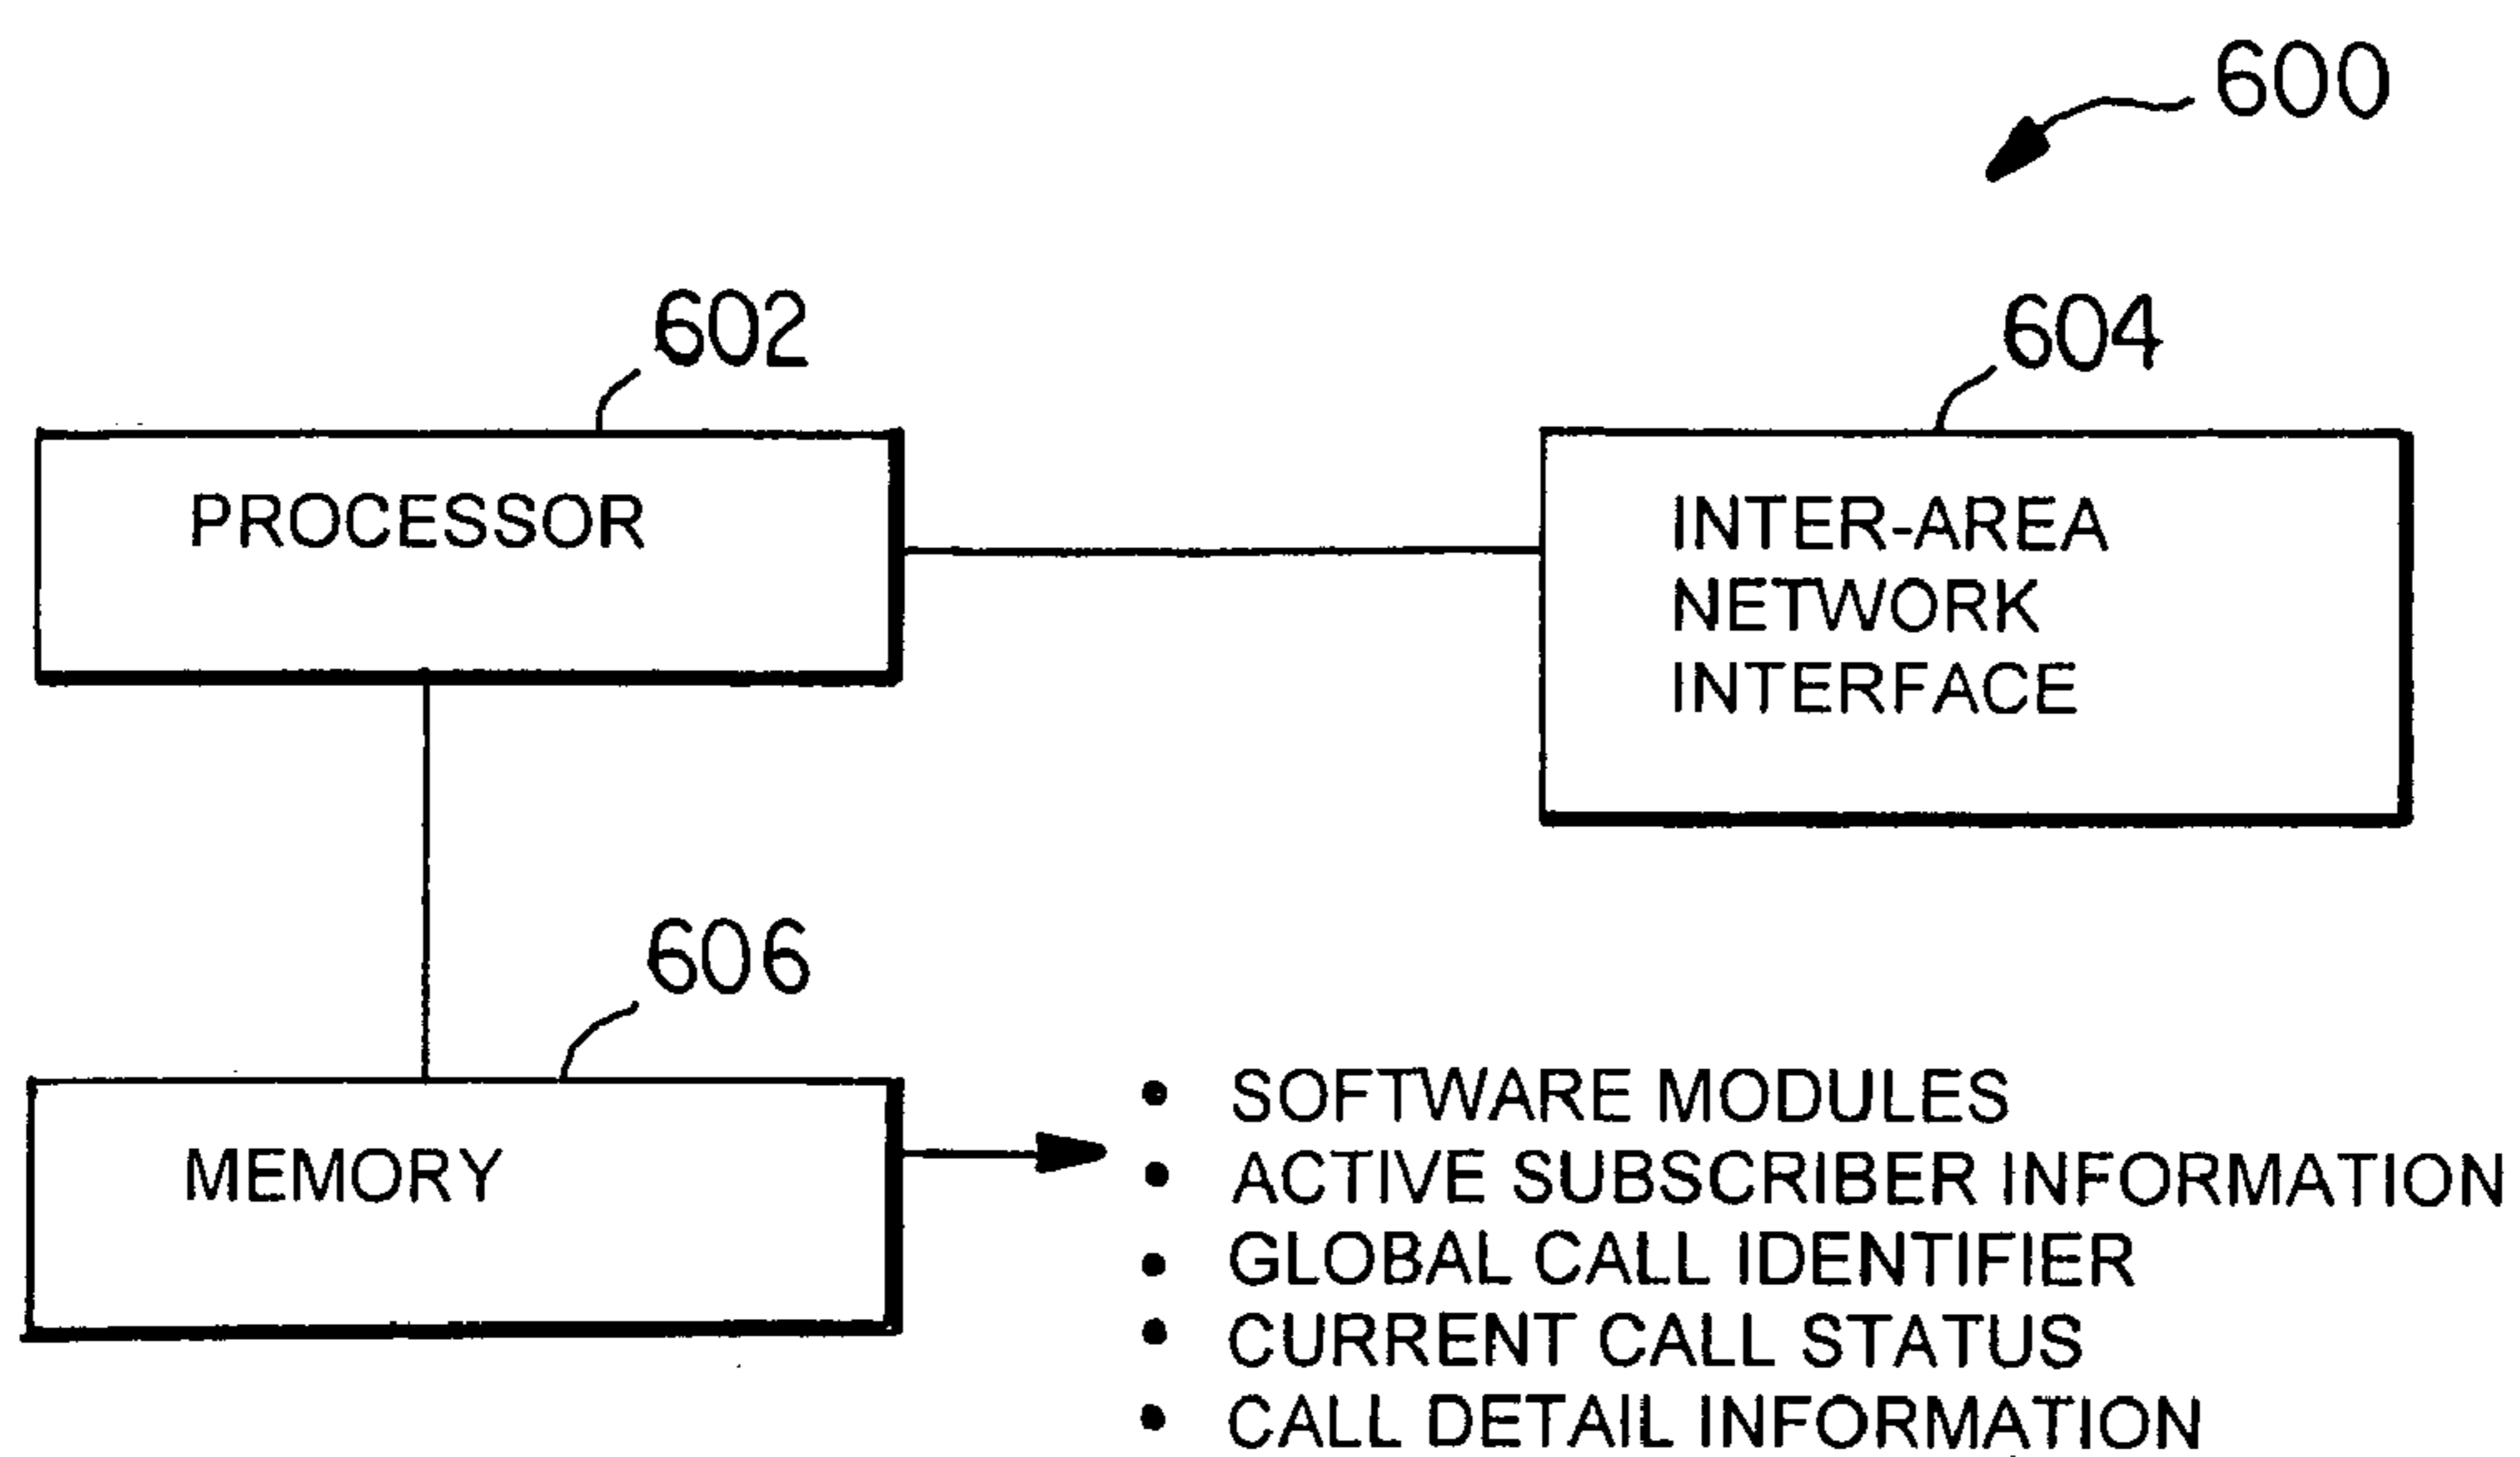 600
602
604
PROCESSOR
INTER-AREA
NETWORK
INTERFACE
606
MEMORY
• SOFTWARE MODULES
• ACTIVE SUBSCRIBER INFORMATION
• GLOBAL CALL IDENTIFIER
• CURRENT CALL STATUS
• CALL DETAIL INFORMATION